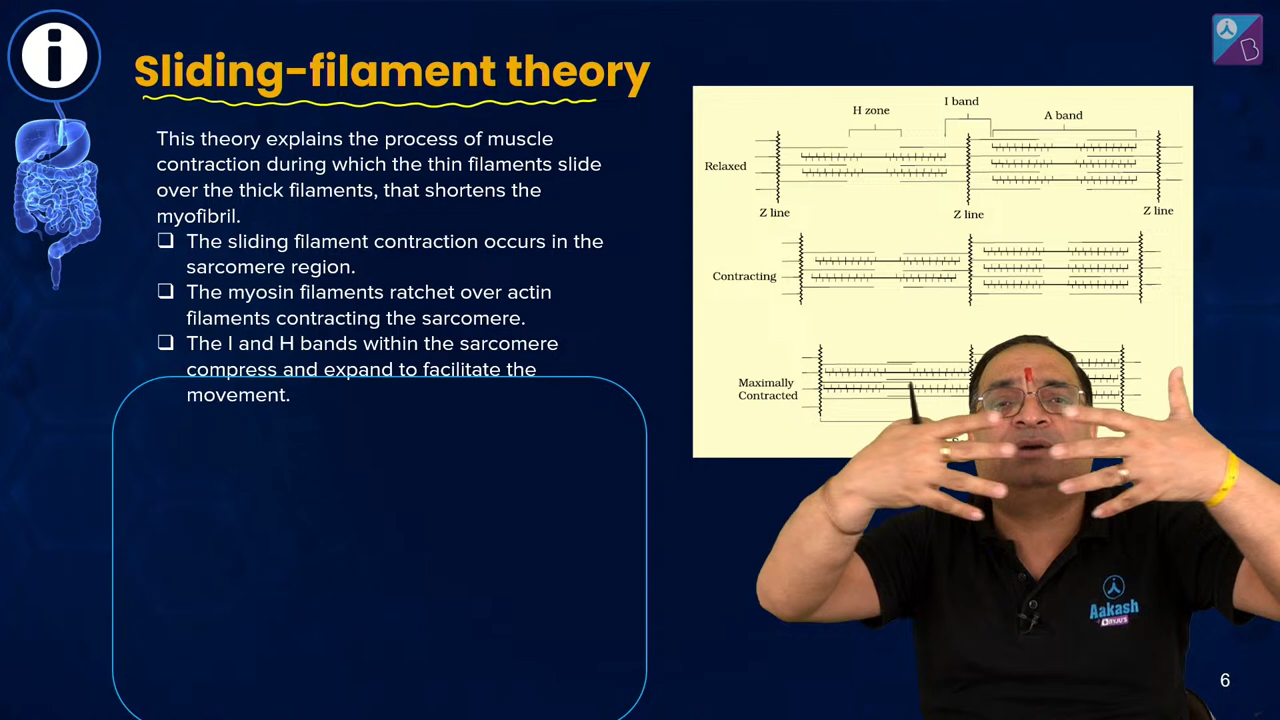 Sliding-filament theory
This theory explains the process of muscle
contraction during which the thin filaments slide
over the thick filaments, that shortens the
myofibril.
❑ The sliding filament contraction occurs in the
sarcomere region.
❑ The myosin filaments ratchet over actin
filaments contracting the sarcomere.
❑ The I and H bands within the sarcomere
compress and expand to facilitate the
movement.
H zone
I band
A band
Relaxed
Z line
Z line
Z line
Contracting
Maximally
Contracted
Aakash
BYJU'S
B
6